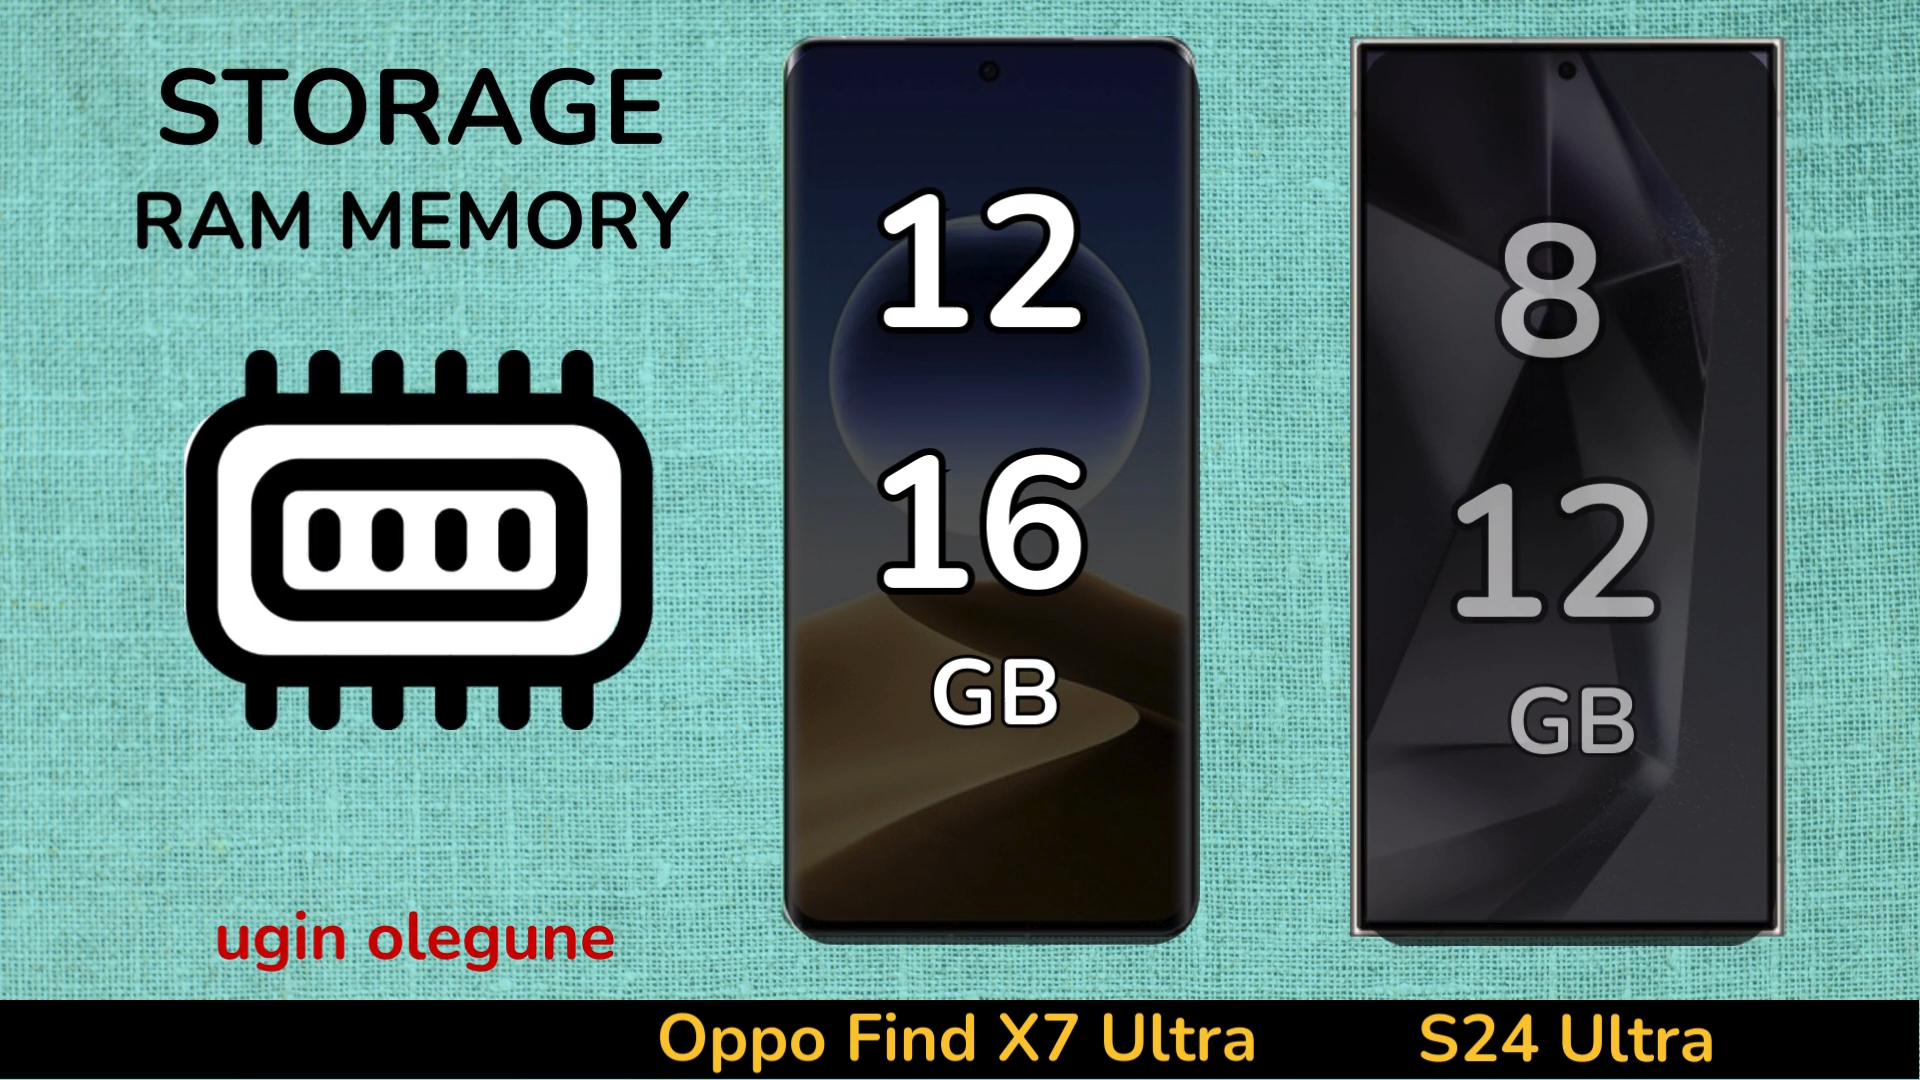 STORAGE
RAM MEMORY
12
16
GB
8
12
GB
ugin olegune
Oppo Find X7 Ultra
S24 Ultra